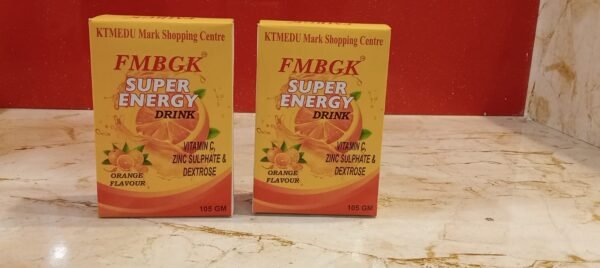 KTMEDU Mark Shopping Centre
FMBGK
SUPER
ENERGY
DRINK
VITAMIN C,
ZINC SULPHATE &
DEXTROSE
ORANGE
FLAVOUR
105 GM
KTMEDU Mark Shopping Centre
FMBGK
SUPER
ENERGY
DRINK
VITAMIN C,
ZINC SULPHATE &
DEXTROSE
ORANGE
FLAVOUR
105 GM